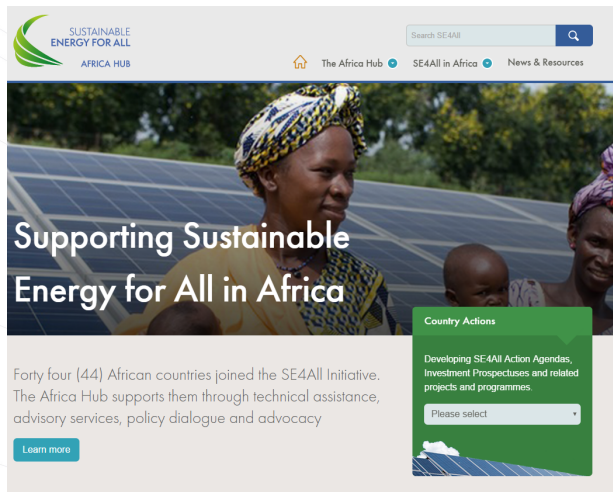 SUSTAINABLE
ENERGY FOR ALL
AFRICA HUB
Search SE4All
The Africa Hub
SE4All in Africa
News & Resources
Supporting Sustainable
Energy for All in Africa
Country Actions
Developing SE4All Action Agendas,
Investment Prospectuses and related
projects and programmes.
Please select
Forty four (44) African countries joined the SE4All Initiative.
The Africa Hub supports them through technical assistance,
advisory services, policy dialogue and advocacy
Learn more